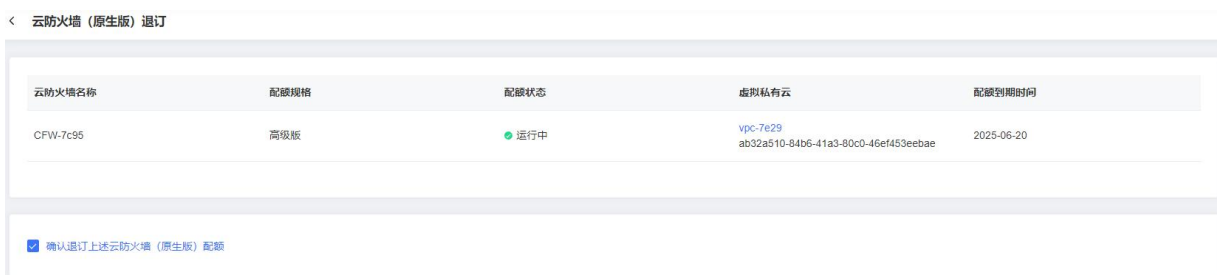 云防火墙（原生版）退订
云防火墙名称 配额规格 配额状态 虚拟私有云 配额到期时间
CFW-7c95 高级版 运行中 vpc-7e29 2025-06-20
ab32a510-84b6-41a3-80c0-46ef453eebae
确认退订上述云防火墙（原生版）配额